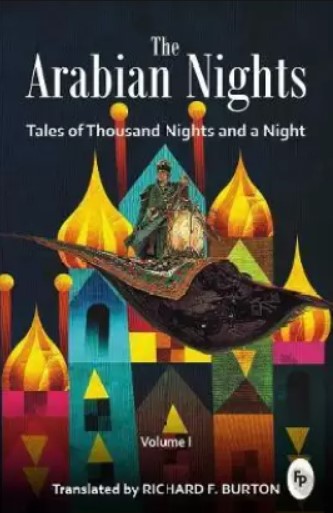 The
Arabian Nights
Tales of Thousand Nights and a Night
Volume I
Translated by RICHARD F. BURTON
FP